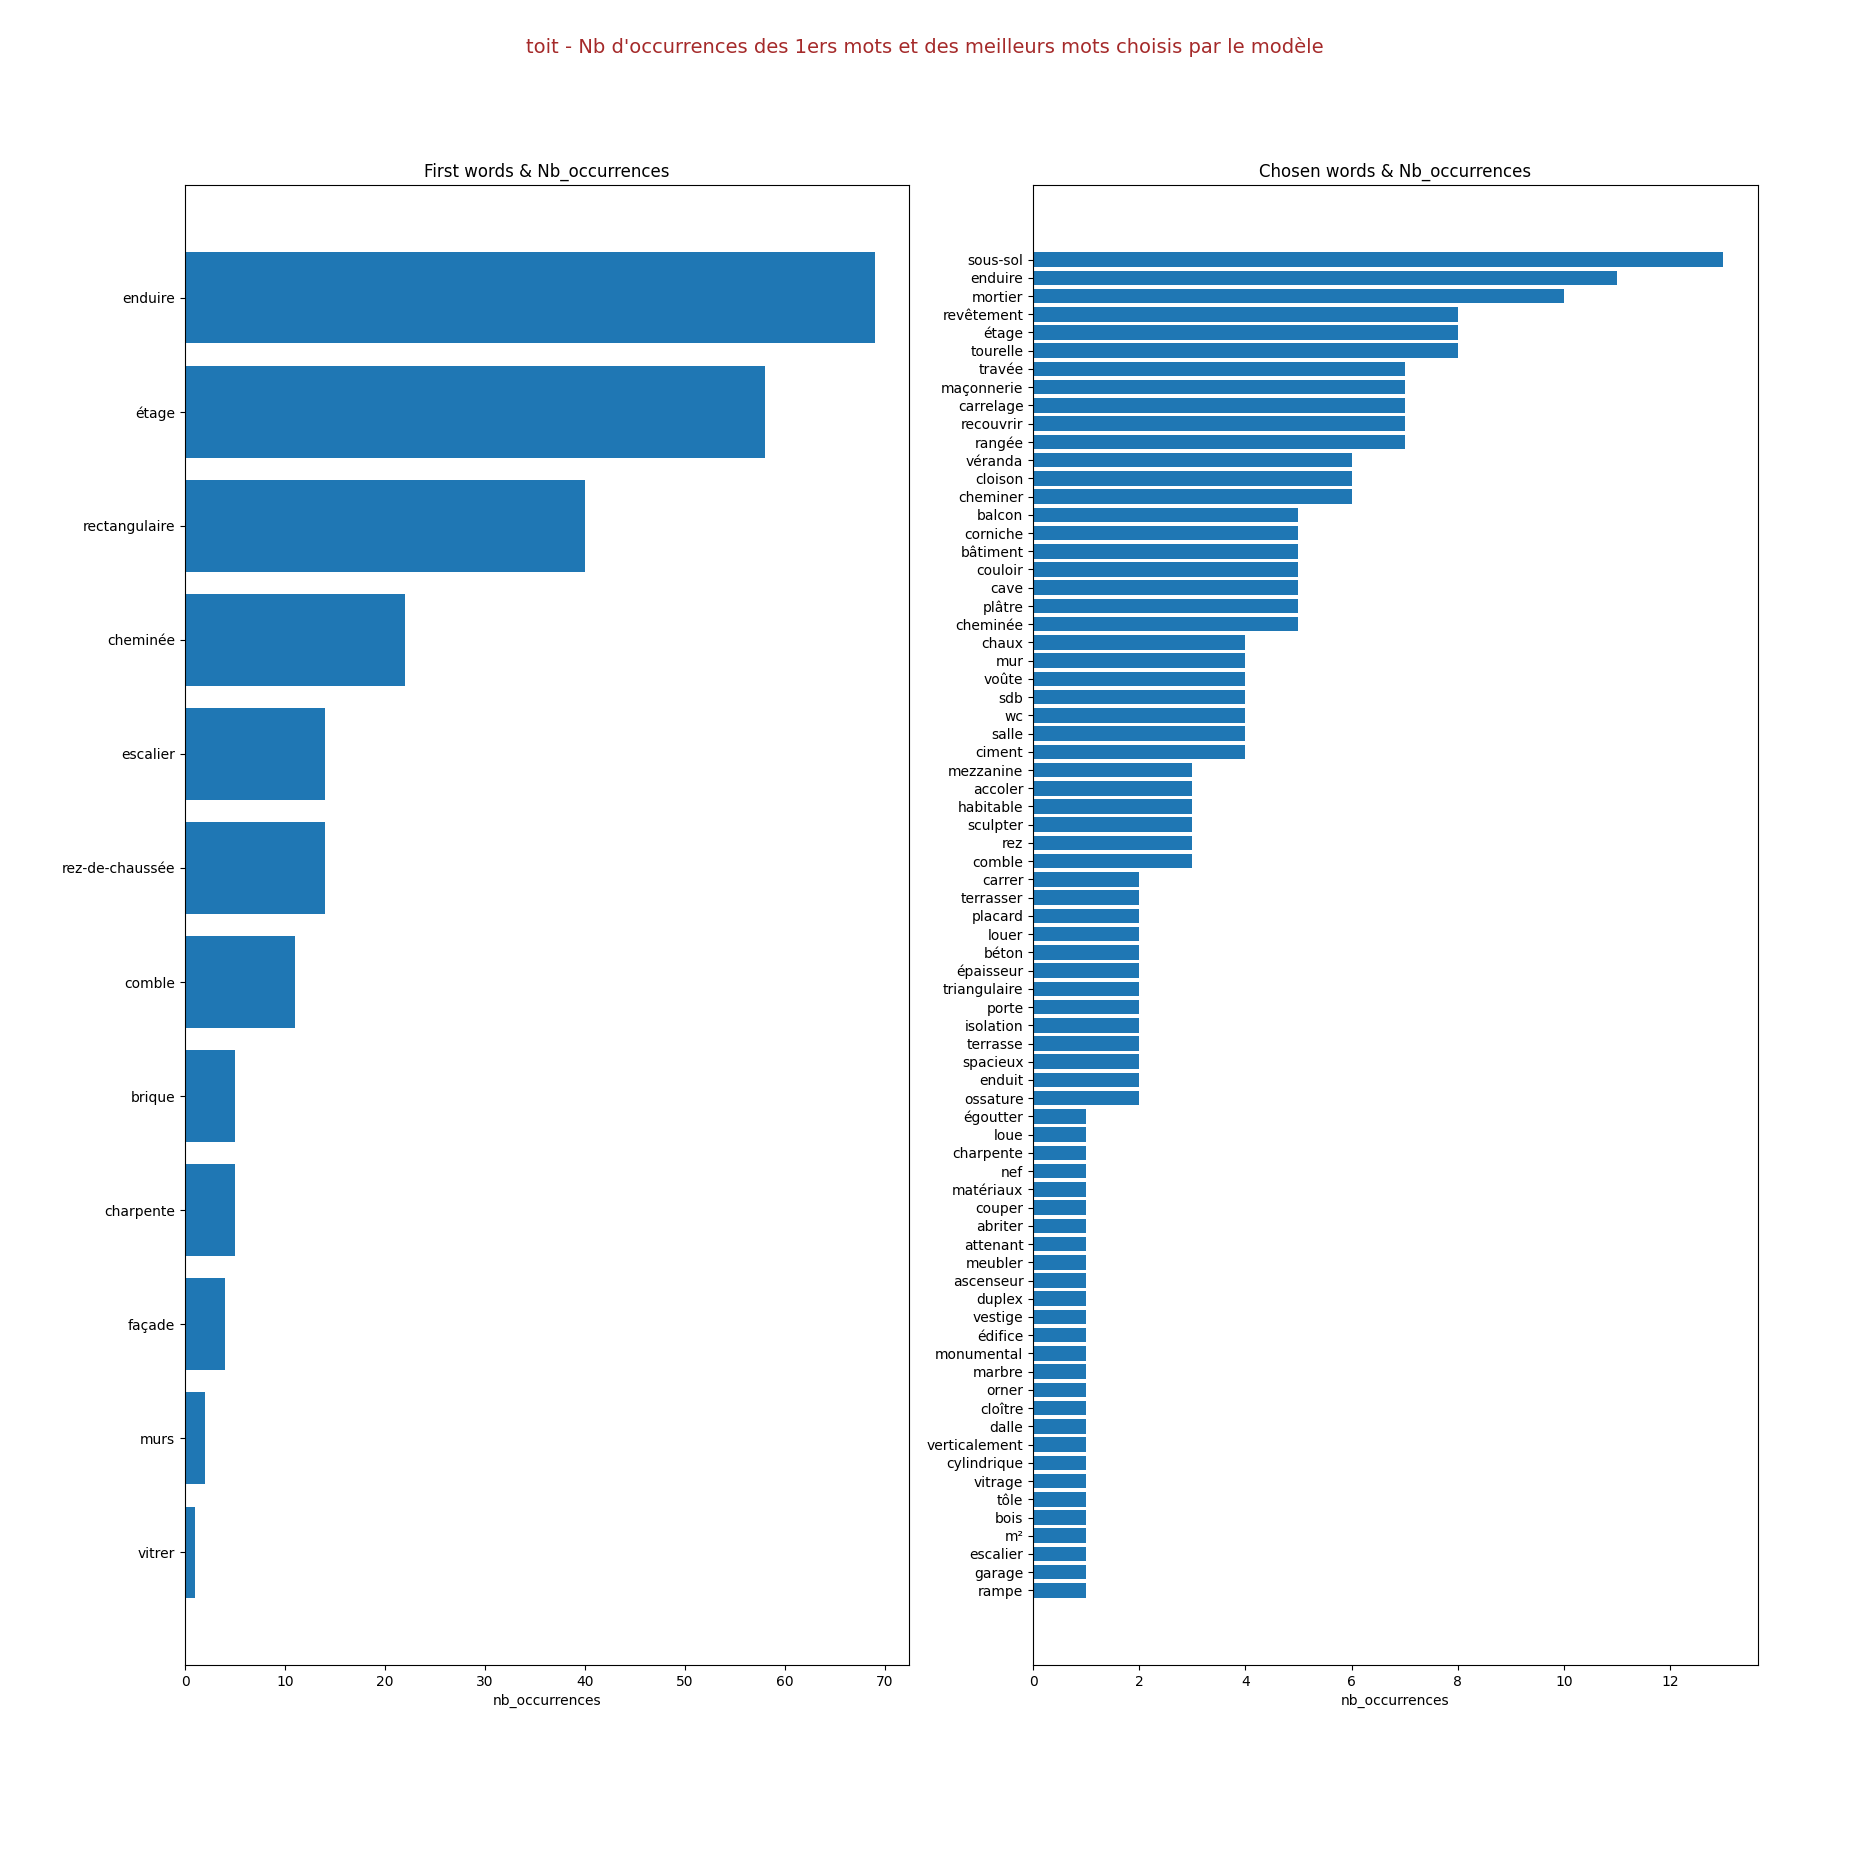 toit - Nb d'occurrences des 1ers mots et des meilleurs mots choisis par le modèle
First words & Nb_occurrences
enduire
étage
rectangulaire
cheminée
escalier
rez-de-chaussée
comble
brique
charpente
façade
murs
vitrer
0 10 20 30 40 50 60 70
nb_occurrences
Chosen words & Nb_occurrences
sous-sol
enduire
mortier
revêtement
étage
tourelle
travée
maçonnerie
carrelage
recouvrir
rangée
véranda
cloison
cheminer
balcon
corniche
bâtiment
couloir
cave
plâtre
cheminée
chaux
mur
voûte
sdb
wc
salle
ciment
mezzanine
accoler
habitable
sculpter
rez
comble
carrer
terrasser
placard
louer
béton
épaisseur
triangulaire
porte
isolation
terrasse
spacieux
enduit
ossature
égoutter
loue
charpente
nef
matériaux
couper
abriter
attenant
meubler
ascenseur
duplex
vestige
édifice
monumental
marbre
orner
cloître
dalle
verticalement
cylindrique
vitrage
tôle
bois
m²
escalier
garage
rampe
0 2 4 6 8 10 12
nb_occurrences